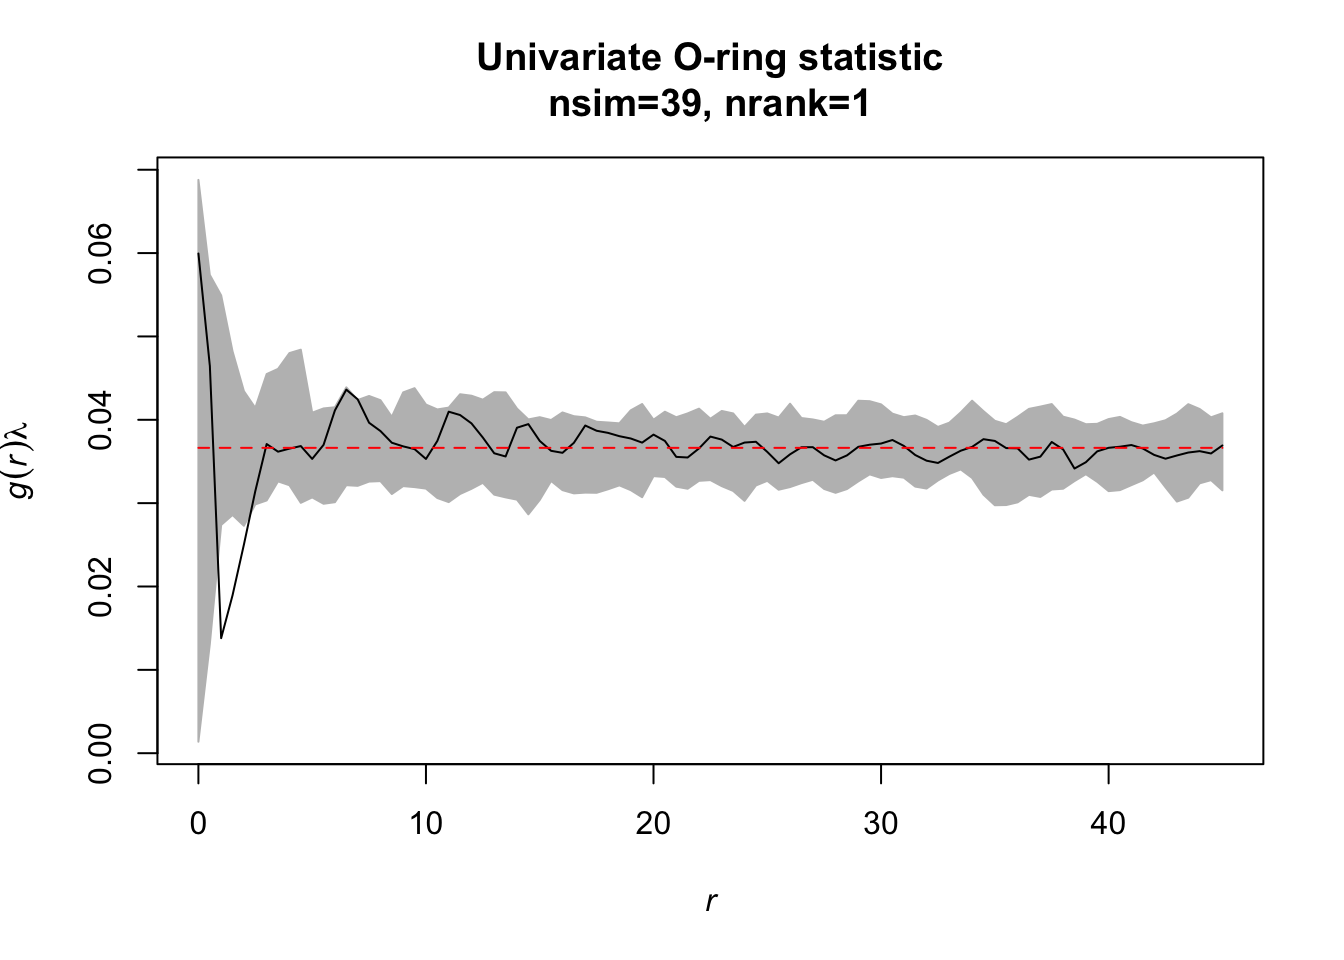 Univariate O-ring statistic
nsim=39, nrank=1
g(r)λ
0.06
0.04
0.02
0.00
0 10 20 30 40
r